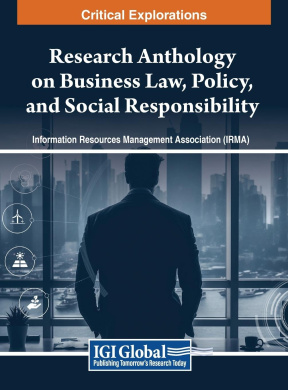 Critical Explorations
Research Anthology
on Business Law, Policy,
and Social Responsibility
Information Resources Management Association (IRMA)
IGI Global
Publishing Tomorrow's Research Today